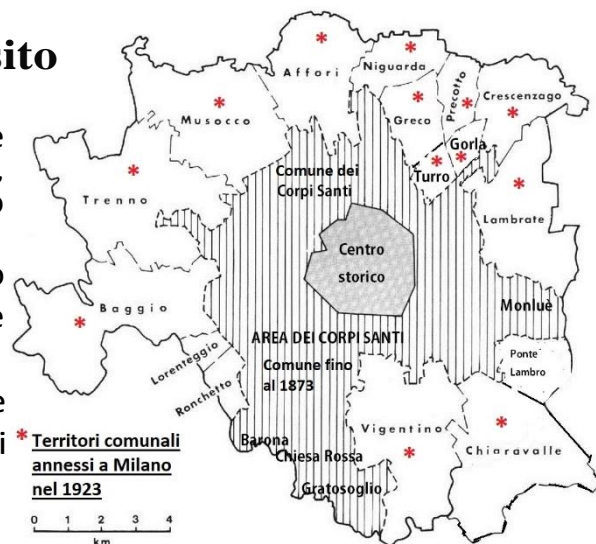 sito
e
o
e
e
i
Affori
Niguarda
Musocco
Greco
Precotto
Crescenzago
Gorla
Turro
Comune dei
Corpi Santi
Trenno
Lambrate
Centro
storico
Baggio
Monluè
AREA DEI CORPI SANTI
Comune fino
al 1873
Lorenteggio
Ronchetto
Ponte
Lambro
Vigentino
Chiaravalle
Barona
Chiesa Rossa
Gratosoglio
* Territori comunali
annessi a Milano
nel 1923
0 1 2 3 4
km